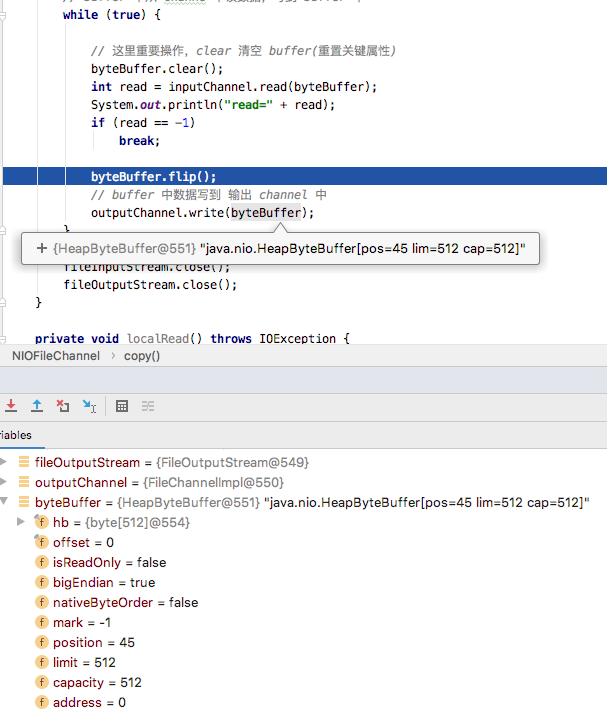 while (true) {
// 这里重要操作，clear 清空 buffer(重置关键属性)
byteBuffer.clear();
int read = inputChannel.read(byteBuffer);
System.out.println("read=" + read);
if (read == -1)
break;
byteBuffer.flip();
// buffer 中数据写到 输出 channel 中
outputChannel.write(byteBuffer);
}
+ {HeapByteBuffer@551} "java.nio.HeapByteBuffer[pos=45 lim=512 cap=512]"
fileInputStream.close();
fileOutputStream.close();
}
private void localRead() throws IOException {
NIOFileChannel › copy()
riables
fileOutputStream = {FileOutputStream@549}
outputChannel = {FileChannelImpl@550}
byteBuffer = {HeapByteBuffer@551} "java.nio.HeapByteBuffer[pos=45 lim=512 cap=512]"
f hb = {byte[512]@554}
f offset = 0
f isReadOnly = false
f bigEndian = true
f nativeByteOrder = false
f mark = -1
f position = 45
f limit = 512
f capacity = 512
f address = 0